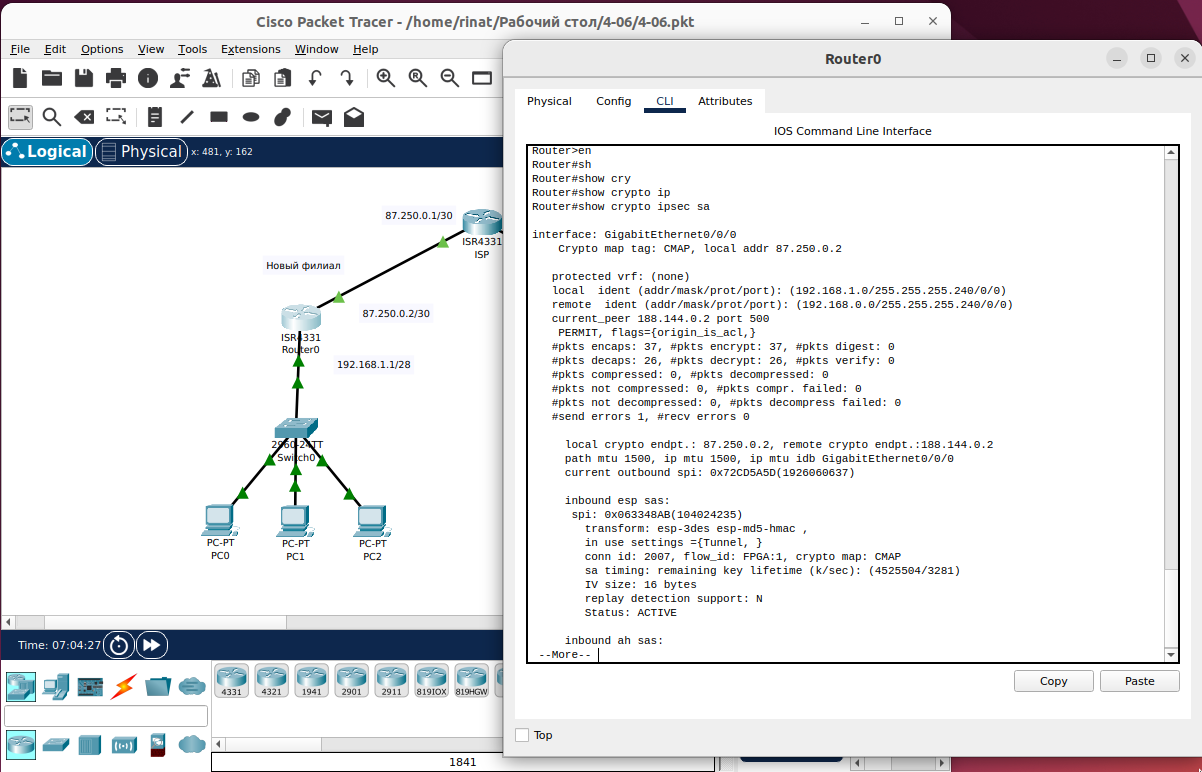 Cisco Packet Tracer - /home/rinat/Рабочий стол/4-06/4-06.pkt
File Edit Options View Tools Extensions Window Help
Logical Physical x: 481, y: 162
87.250.0.1/30
ISR4331
ISP
Новый филиал
87.250.0.2/30
ISR4331
Router0
192.168.1.1/28
2960-24TT
Switch0
PC-PT
PC0
PC-PT
PC1
PC-PT
PC2
Time: 07:04:27
4331 4321 1941 2901 2911 819IOX 819HGW
1841
Router0
Physical Config CLI Attributes
IOS Command Line Interface
Router>en
Router#sh
Router#show cry
Router#show crypto ip
Router#show crypto ipsec sa
interface: GigabitEthernet0/0/0
Crypto map tag: CMAP, local addr 87.250.0.2
protected vrf: (none)
local  ident (addr/mask/prot/port): (192.168.1.0/255.255.255.240/0/0)
remote  ident (addr/mask/prot/port): (192.168.0.0/255.255.255.240/0/0)
current_peer 188.144.0.2 port 500
PERMIT, flags={origin_is_acl,}
#pkts encaps: 37, #pkts encrypt: 37, #pkts digest: 0
#pkts decaps: 26, #pkts decrypt: 26, #pkts verify: 0
#pkts compressed: 0, #pkts decompressed: 0
#pkts not compressed: 0, #pkts compr. failed: 0
#pkts not decompressed: 0, #pkts decompress failed: 0
#send errors 1, #recv errors 0
local crypto endpt.: 87.250.0.2, remote crypto endpt.:188.144.0.2
path mtu 1500, ip mtu 1500, ip mtu idb GigabitEthernet0/0/0
current outbound spi: 0x72CD5A5D(1926060637)
inbound esp sas:
spi: 0x063348AB(104024235)
transform: esp-3des esp-md5-hmac ,
in use settings ={Tunnel, }
conn id: 2007, flow_id: FPGA:1, crypto map: CMAP
sa timing: remaining key lifetime (k/sec): (4525504/3281)
IV size: 16 bytes
replay detection support: N
Status: ACTIVE
inbound ah sas:
--More--
Copy Paste
Top